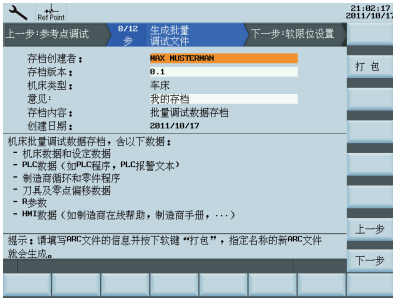 Ref Point
21:02:17
2011/10/17
上一步:参考点调试
8/12
步
生成批量
调试文件
下一步:软限位设置
存档创建者:
MAX MUSTERMAN
存档版本:
0.1
机床类型:
车床
意见:
我的存档
存档内容:
批量调试数据存档
创建日期:
2011/10/17
打 包
机床批量调试数据存档,含以下数据:
- 机床数据和设定数据
- PLC数据(如PLC程序,PLC报警文本)
- 制造商循环和零件程序
- 刀具及零点偏移数据
- R参数
- HMI数据(如制造商在线帮助,制造商手册,···)
上一步
提示:请填写ARC文件的信息并按下软键“打包”,指定名称的新ARC文件
就会生成。
下一步